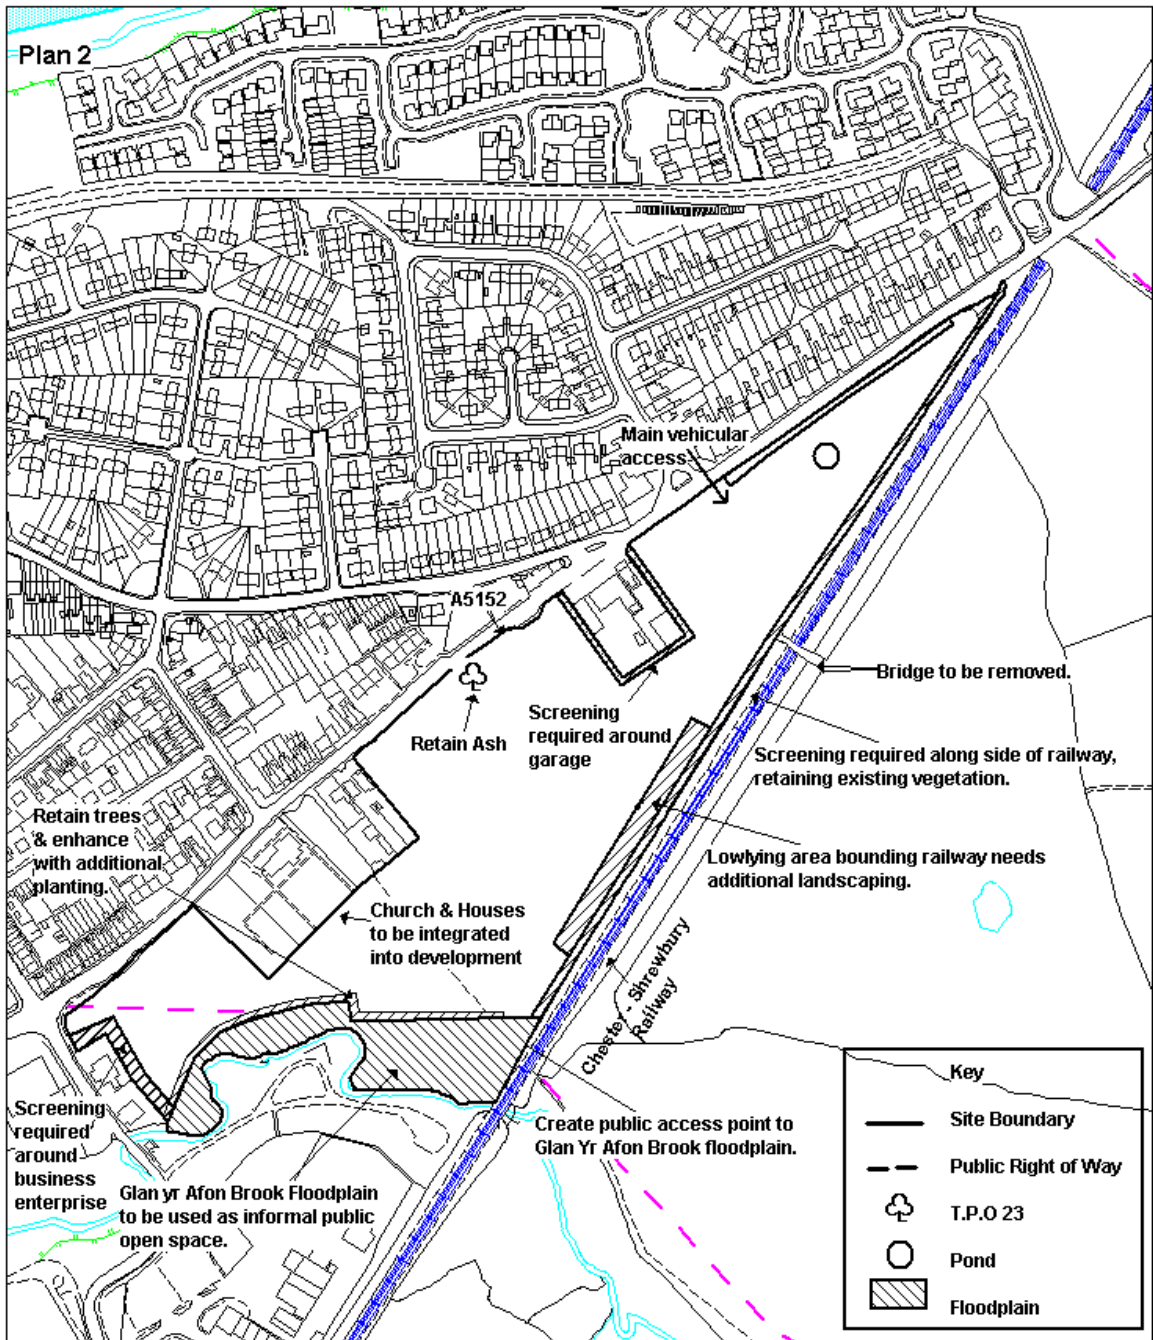 Plan 2
Main vehicular
access
A5152
Bridge to be removed.
Retain Ash
Screening
required around
garage
Screening required along side of railway,
retaining existing vegetation.
Retain trees
& enhance
with additional
planting.
Lowlying area bounding railway needs
additional landscaping.
Church & Houses
to be integrated
into development
Chester - Shrewbury
Railway
Screening
required
around
business
enterprise
Create public access point to
Glan Yr Afon Brook floodplain.
Glan yr Afon Brook Floodplain
to be used as informal public
open space.
Key
Site Boundary
Public Right of Way
T.P.O 23
Pond
Floodplain